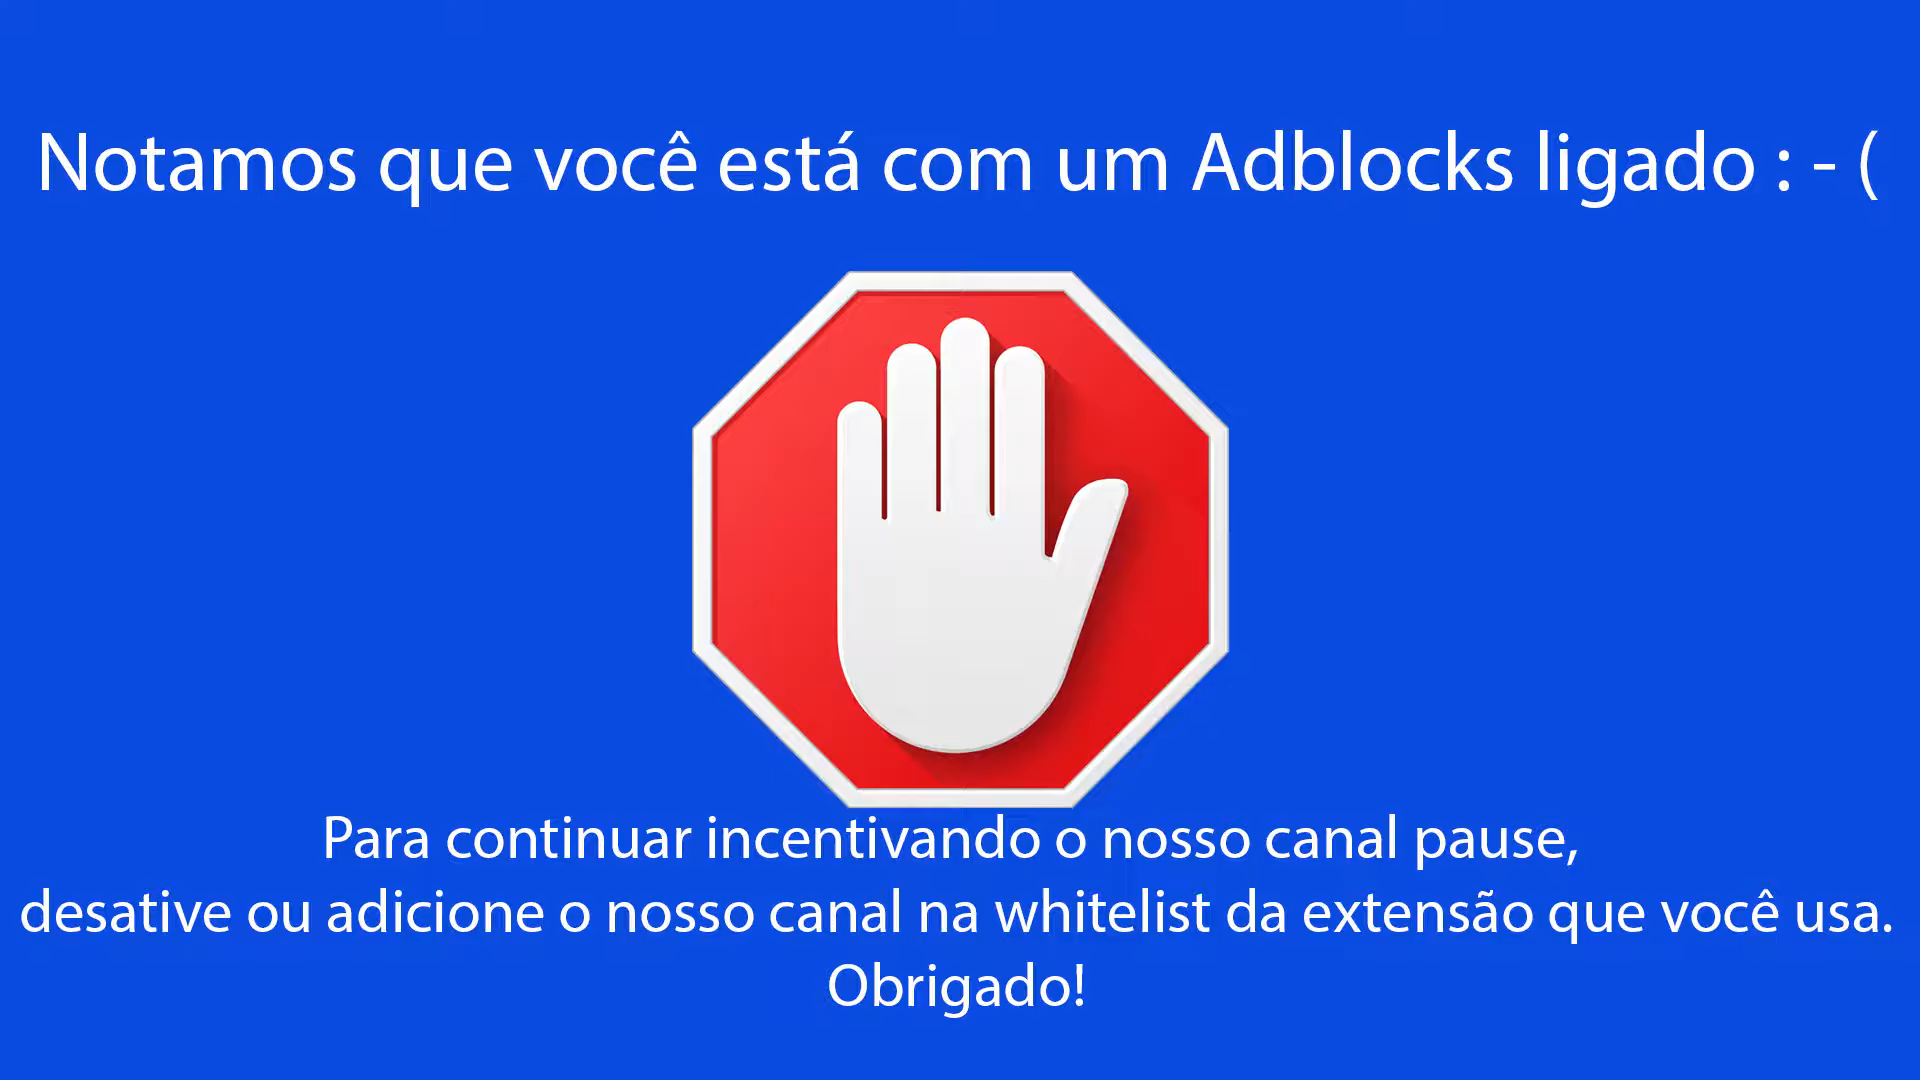 Notamos que você está com um Adblocks ligado : - (
Para continuar incentivando o nosso canal pause,
desative ou adicione o nosso canal na whitelist da extensão que você usa.
Obrigado!